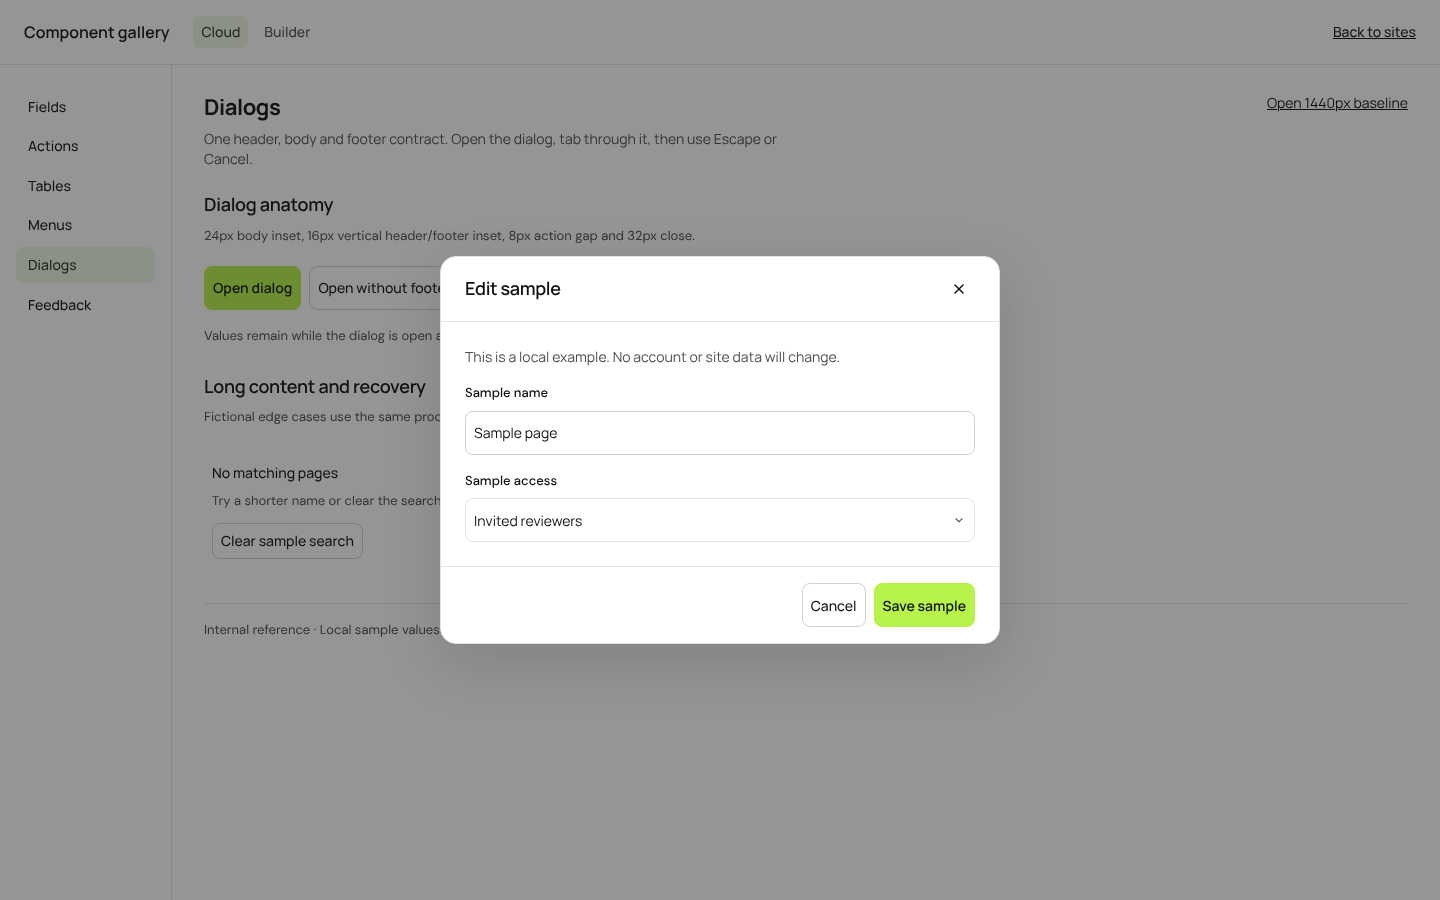 Component gallery
Cloud
Builder
Back to sites
Fields
Actions
Tables
Menus
Dialogs
Feedback
Dialogs
Open 1440px baseline
One header, body and footer contract. Open the dialog, tab through it, then use Escape or
Cancel.
Dialog anatomy
24px body inset, 16px vertical header/footer inset, 8px action gap and 32px close.
Open dialog
Open without
Values remain while the dialog is open
Long content and recovery
Fictional edge cases use the same
No matching pages
Try a shorter name or clear the search
Clear sample search
Internal reference · Local sample values
Edit sample
This is a local example. No account or site data will change.
Sample name
Sample page
Sample access
Invited reviewers
Cancel
Save sample